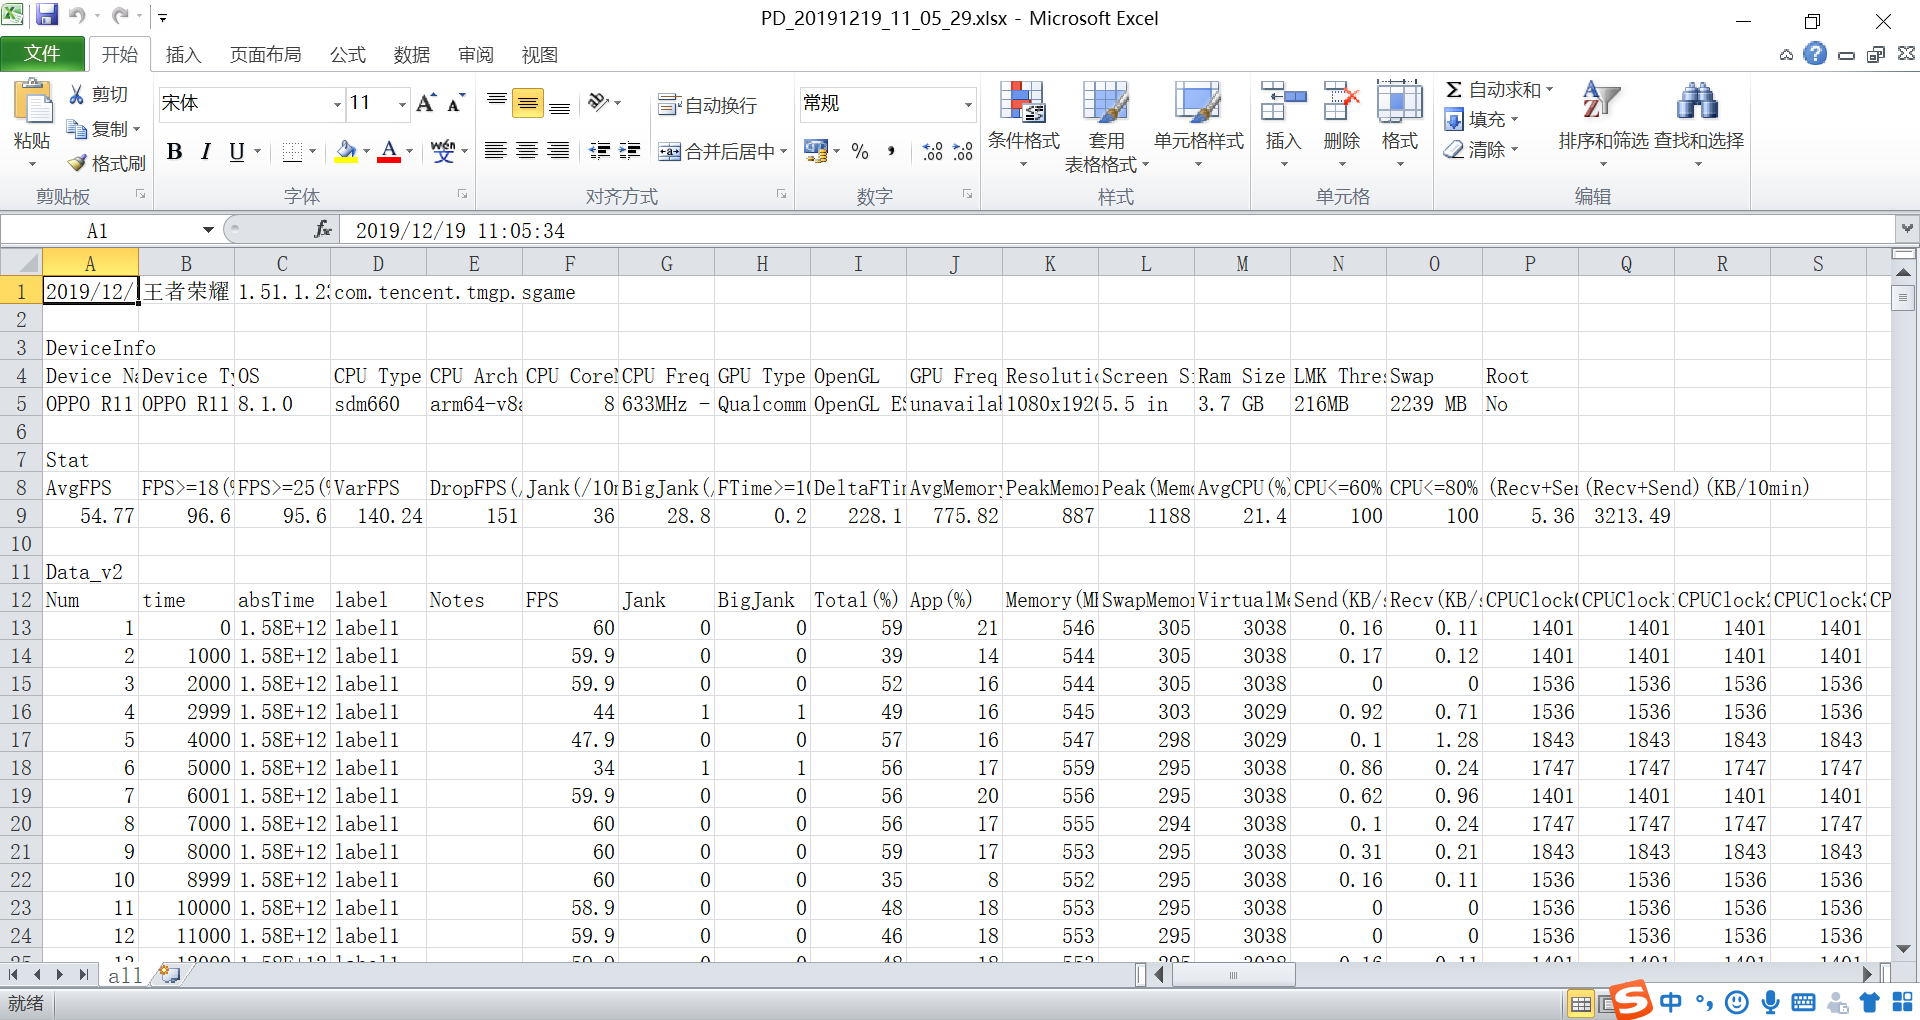 PD_20191219_11_05_29.xlsx - Microsoft Excel
文件 开始 插入 页面布局 公式 数据 审阅 视图
粘贴 剪切 复制 格式刷 剪贴板
宋体 11 B I U A wén 文 字体
自动换行 合并后居中 对齐方式
常规 % , 数字
条件格式 套用表格格式 单元格样式 样式
插入 删除 格式 单元格
Σ 自动求和 填充 清除 排序和筛选 查找和选择 编辑
A1 fx 2019/12/19 11:05:34
A B C D E F G H I J K L M N O P Q R S
1 2019/12/ 王者荣耀 1.51.1.23 com.tencent.tmgp.sgame
2
3 DeviceInfo
4 Device Na Device Ty OS CPU Type CPU Arch CPU CoreN CPU Freq GPU Type OpenGL GPU Freq Resolutio Screen Si Ram Size LMK Thres Swap Root
5 OPPO R11 OPPO R11 8.1.0 sdm660 arm64-v8a 8 633MHz - Qualcomm OpenGL ES unavailab 1080x1920 5.5 in 3.7 GB 216MB 2239 MB No
6
7 Stat
8 AvgFPS FPS>=18(% FPS>=25(% VarFPS DropFPS(/ Jank(/10m BigJank(/ FTime>=10 DeltaFTim AvgMemory PeakMemor Peak(Memo AvgCPU(%) CPU<=60% CPU<=80% (Recv+Sen (Recv+Send)(KB/10min)
9 54.77 96.6 95.6 140.24 151 36 28.8 0.2 228.1 775.82 887 1188 21.4 100 100 5.36 3213.49
10
11 Data_v2
12 Num time absTime label Notes FPS Jank BigJank Total(%) App(%) Memory(MB SwapMemor VirtualMe Send(KB/s Recv(KB/s CPUClock0 CPUClock1 CPUClock2 CPUClock3 CP
13 1 0 1.58E+12 label1 60 0 0 59 21 546 305 3038 0.16 0.11 1401 1401 1401 1401
14 2 1000 1.58E+12 label1 59.9 0 0 39 14 544 305 3038 0.17 0.12 1401 1401 1401 1401
15 3 2000 1.58E+12 label1 59.9 0 0 52 16 544 305 3038 0 0 1536 1536 1536 1536
16 4 2999 1.58E+12 label1 44 1 1 49 16 545 303 3029 0.92 0.71 1536 1536 1536 1536
17 5 4000 1.58E+12 label1 47.9 0 0 57 16 547 298 3029 0.1 1.28 1843 1843 1843 1843
18 6 5000 1.58E+12 label1 34 1 1 56 17 559 295 3038 0.86 0.24 1747 1747 1747 1747
19 7 6001 1.58E+12 label1 59.9 0 0 56 20 556 295 3038 0.62 0.96 1401 1401 1401 1401
20 8 7000 1.58E+12 label1 60 0 0 56 17 555 294 3038 0.1 0.24 1747 1747 1747 1747
21 9 8000 1.58E+12 label1 60 0 0 59 17 553 295 3038 0.31 0.21 1843 1843 1843 1843
22 10 8999 1.58E+12 label1 60 0 0 35 8 552 295 3038 0.16 0.11 1536 1536 1536 1536
23 11 10000 1.58E+12 label1 58.9 0 0 48 18 553 295 3038 0 0 1536 1536 1536 1536
24 12 11000 1.58E+12 label1 59.9 0 0 46 18 553 295 3038 0 0 1536 1536 1536 1536
all
就绪
中